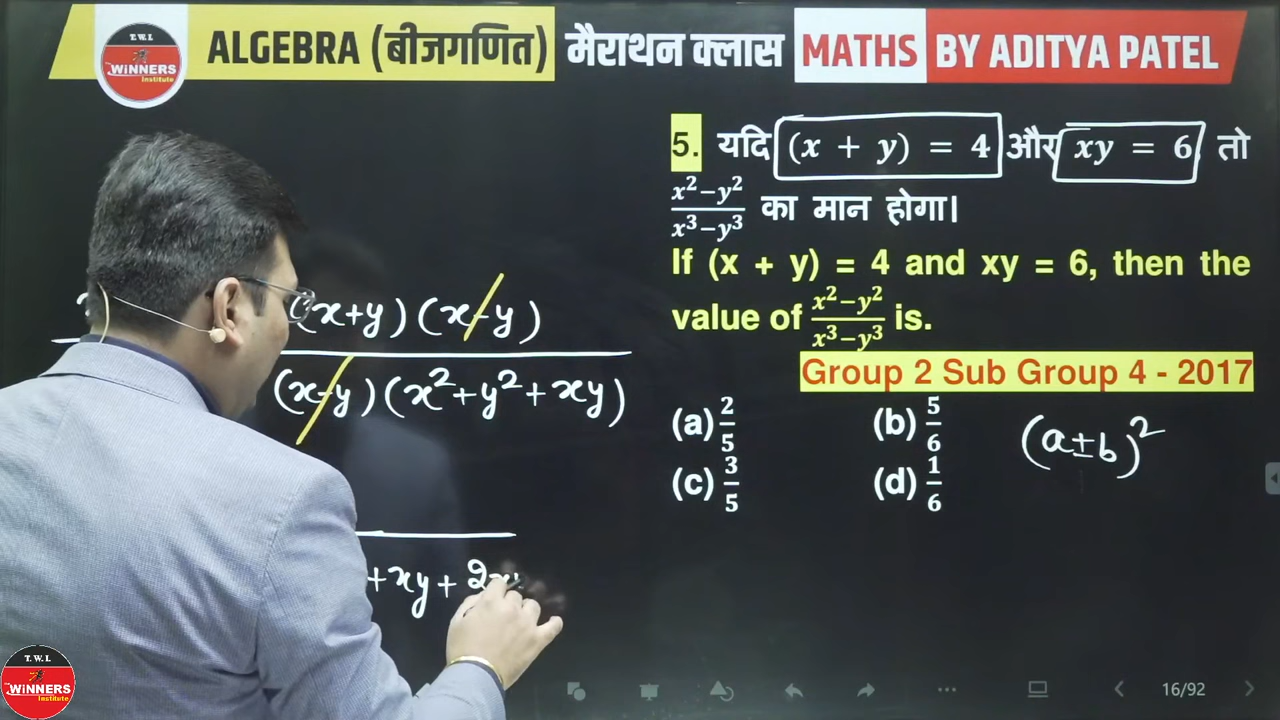 T.W.I.
THE WiNNERS
Institute
ALGEBRA (बीजगणित) मैराथन क्लास MATHS BY ADITYA PATEL
5. यदि (x + y) = 4 और xy = 6, तो
x²−y² / x³−y³ का मान होगा।
If (x + y) = 4 and xy = 6, then the
value of x²−y² / x³−y³ is.
Group 2 Sub Group 4 - 2017
(a) 2/5 (b) 5/6
(c) 3/5 (d) 1/6
(a±b)²
(x+y)(x-y)
(x-y)(x²+y²+xy)
+xy+2xy
T.W.I.
WiNNERS
Institute
16/92